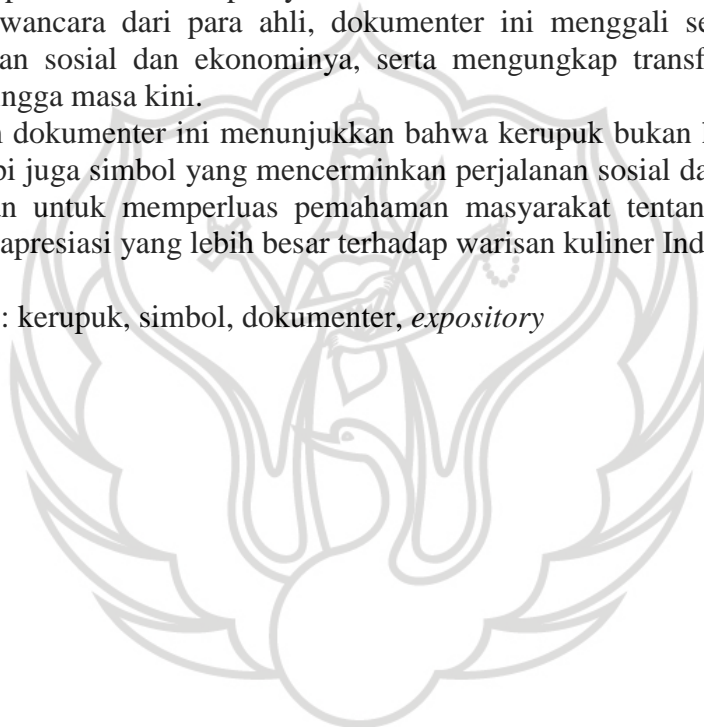 wancara dari para ahli, dokumenter ini menggali se
an sosial dan ekonominya, serta mengungkap transf
ngga masa kini.
n dokumenter ini menunjukkan bahwa kerupuk bukan
pi juga simbol yang mencerminkan perjalanan sosial da
an untuk memperluas pemahaman masyarakat tentan
apresiasi yang lebih besar terhadap warisan kuliner Ind
: kerupuk, simbol, dokumenter, expository